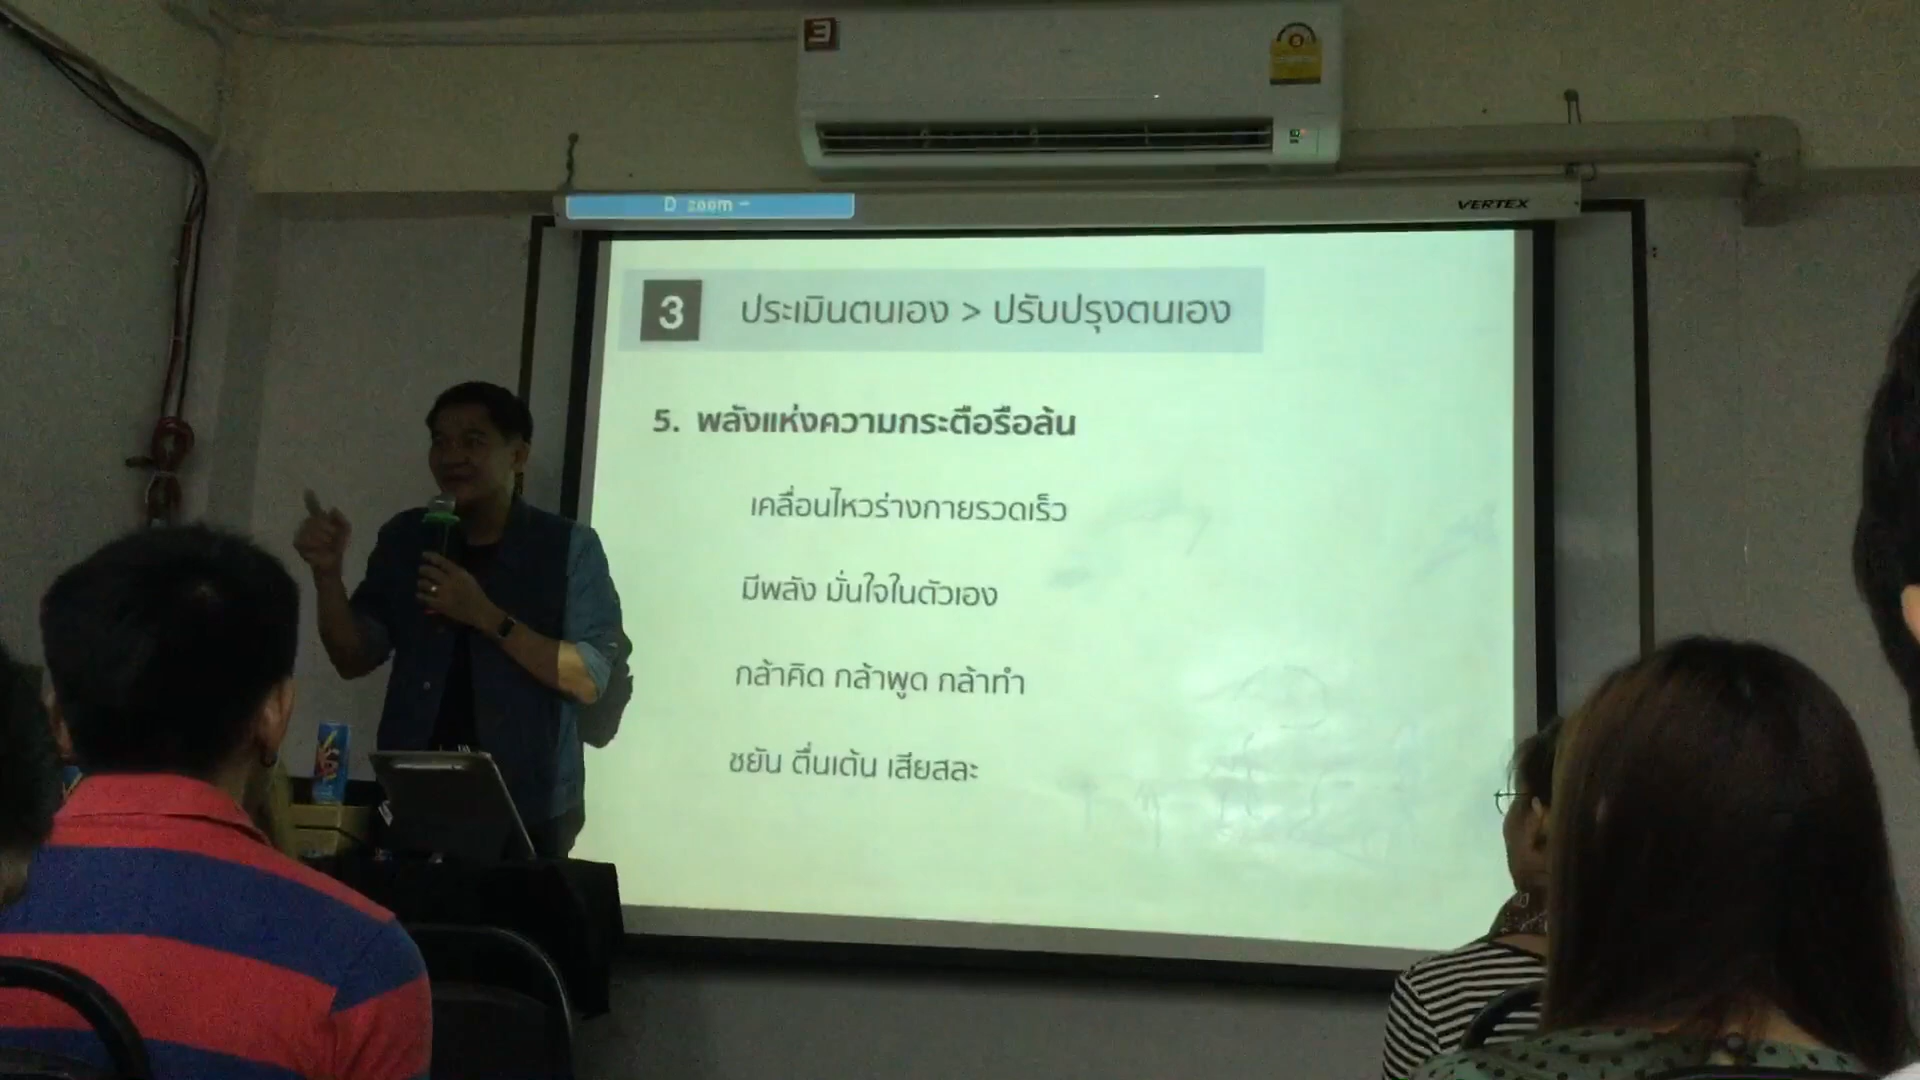 3
D zoom -
VERTEX
3 ประเมินตนเอง > ปรับปรุงตนเอง
5. พลังแห่งความกระตือรือล้น
เคลื่อนไหวร่างกายรวดเร็ว
มีพลัง มั่นใจในตัวเอง
กล้าคิด กล้าพูด กล้าทำ
ขยัน ตื่นเต้น เสียสละ